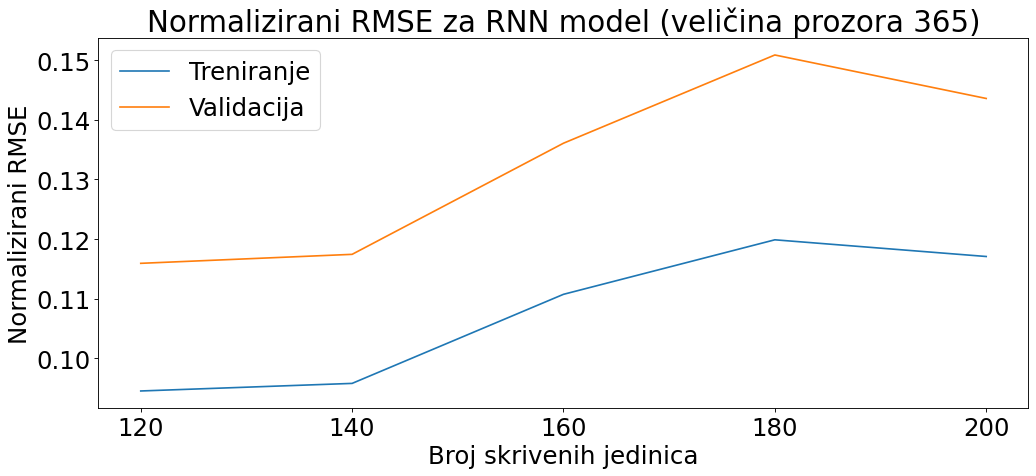 Normalizirani RMSE za RNN model (veličina prozora 365)
Treniranje
Validacija
Normalizirani RMSE
0.15
0.14
0.13
0.12
0.11
0.10
120 140 160 180 200
Broj skrivenih jedinica